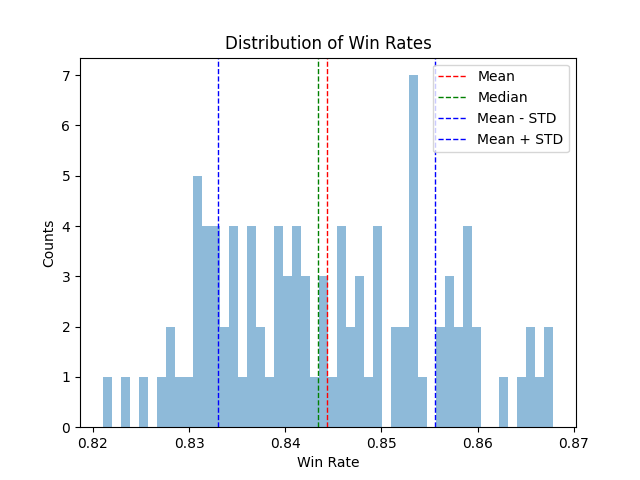 Distribution of Win Rates
Mean
Median
Mean - STD
Mean + STD
7
6
5
4
3
2
1
0
Counts
0.82 0.83 0.84 0.85 0.86 0.87
Win Rate